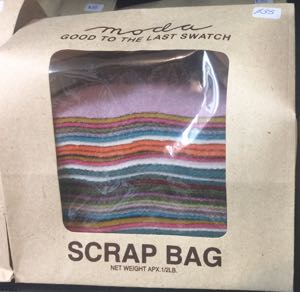 moda
GOOD TO THE LAST SWATCH
SCRAP BAG
NET WEIGHT APX.1/2LB.